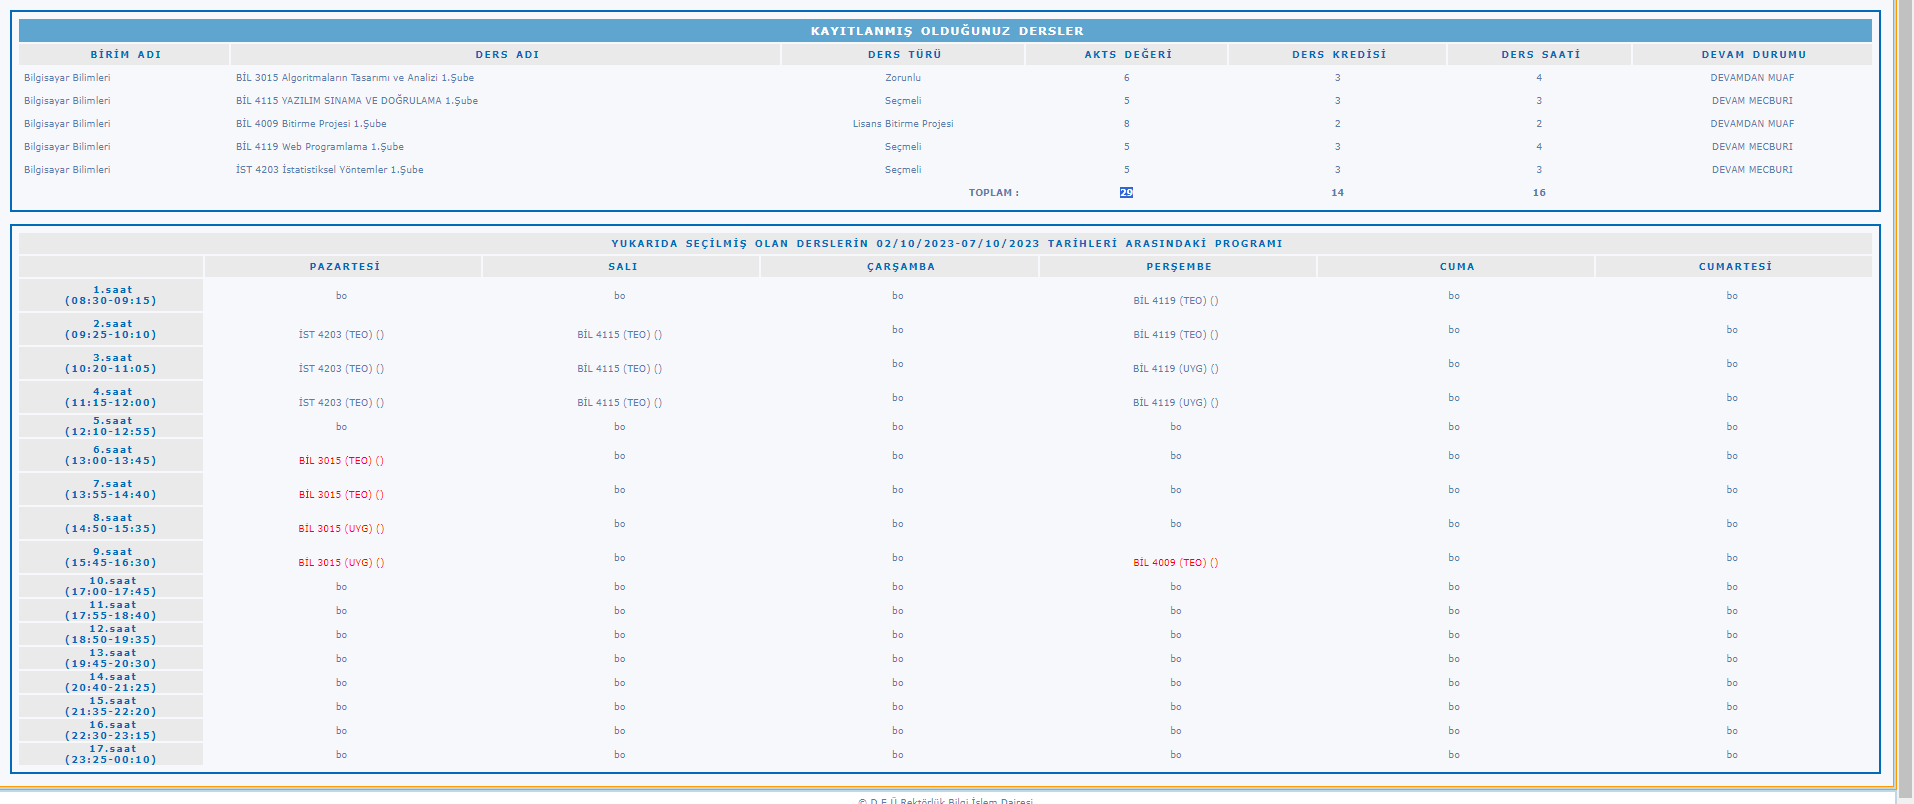 KAYITLANMIŞ OLDUĞUNUZ DERSLER
BİRİM ADI DERS ADI DERS TÜRÜ AKTS DEĞERİ DERS KREDİSİ DERS SAATİ DEVAM DURUMU
Bilgisayar Bilimleri BİL 3015 Algoritmaların Tasarımı ve Analizi 1.Şube Zorunlu 6 3 4 DEVAMDAN MUAF
Bilgisayar Bilimleri BİL 4115 YAZILIM SINAMA VE DOĞRULAMA 1.Şube Seçmeli 5 3 3 DEVAM MECBURI
Bilgisayar Bilimleri BİL 4009 Bitirme Projesi 1.Şube Lisans Bitirme Projesi 8 2 2 DEVAMDAN MUAF
Bilgisayar Bilimleri BİL 4119 Web Programlama 1.Şube Seçmeli 5 3 4 DEVAM MECBURI
Bilgisayar Bilimleri İST 4203 İstatistiksel Yöntemler 1.Şube Seçmeli 5 3 3 DEVAM MECBURI
TOPLAM : 29 14 16
YUKARIDA SEÇİLMİŞ OLAN DERSLERİN 02/10/2023-07/10/2023 TARİHLERİ ARASINDAKİ PROGRAMI
PAZARTESİ SALI ÇARŞAMBA PERŞEMBE CUMA CUMARTESİ
1.saat
(08:30-09:15) bo bo bo BİL 4119 (TEO) () bo bo
2.saat
(09:25-10:10) İST 4203 (TEO) () BİL 4115 (TEO) () bo BİL 4119 (TEO) () bo bo
3.saat
(10:20-11:05) İST 4203 (TEO) () BİL 4115 (TEO) () bo BİL 4119 (UYG) () bo bo
4.saat
(11:15-12:00) İST 4203 (TEO) () BİL 4115 (TEO) () bo BİL 4119 (UYG) () bo bo
5.saat
(12:10-12:55) bo bo bo bo bo bo
6.saat
(13:00-13:45) BİL 3015 (TEO) () bo bo bo bo bo
7.saat
(13:55-14:40) BİL 3015 (TEO) () bo bo bo bo bo
8.saat
(14:50-15:35) BİL 3015 (UYG) () bo bo bo bo bo
9.saat
(15:45-16:30) BİL 3015 (UYG) () bo bo BİL 4009 (TEO) () bo bo
10.saat
(17:00-17:45) bo bo bo bo bo bo
11.saat
(17:55-18:40) bo bo bo bo bo bo
12.saat
(18:50-19:35) bo bo bo bo bo bo
13.saat
(19:45-20:30) bo bo bo bo bo bo
14.saat
(20:40-21:25) bo bo bo bo bo bo
15.saat
(21:35-22:20) bo bo bo bo bo bo
16.saat
(22:30-23:15) bo bo bo bo bo bo
17.saat
(23:25-00:10) bo bo bo bo bo bo
© D.E.Ü Rektörlük Bilgi İşlem Dairesi